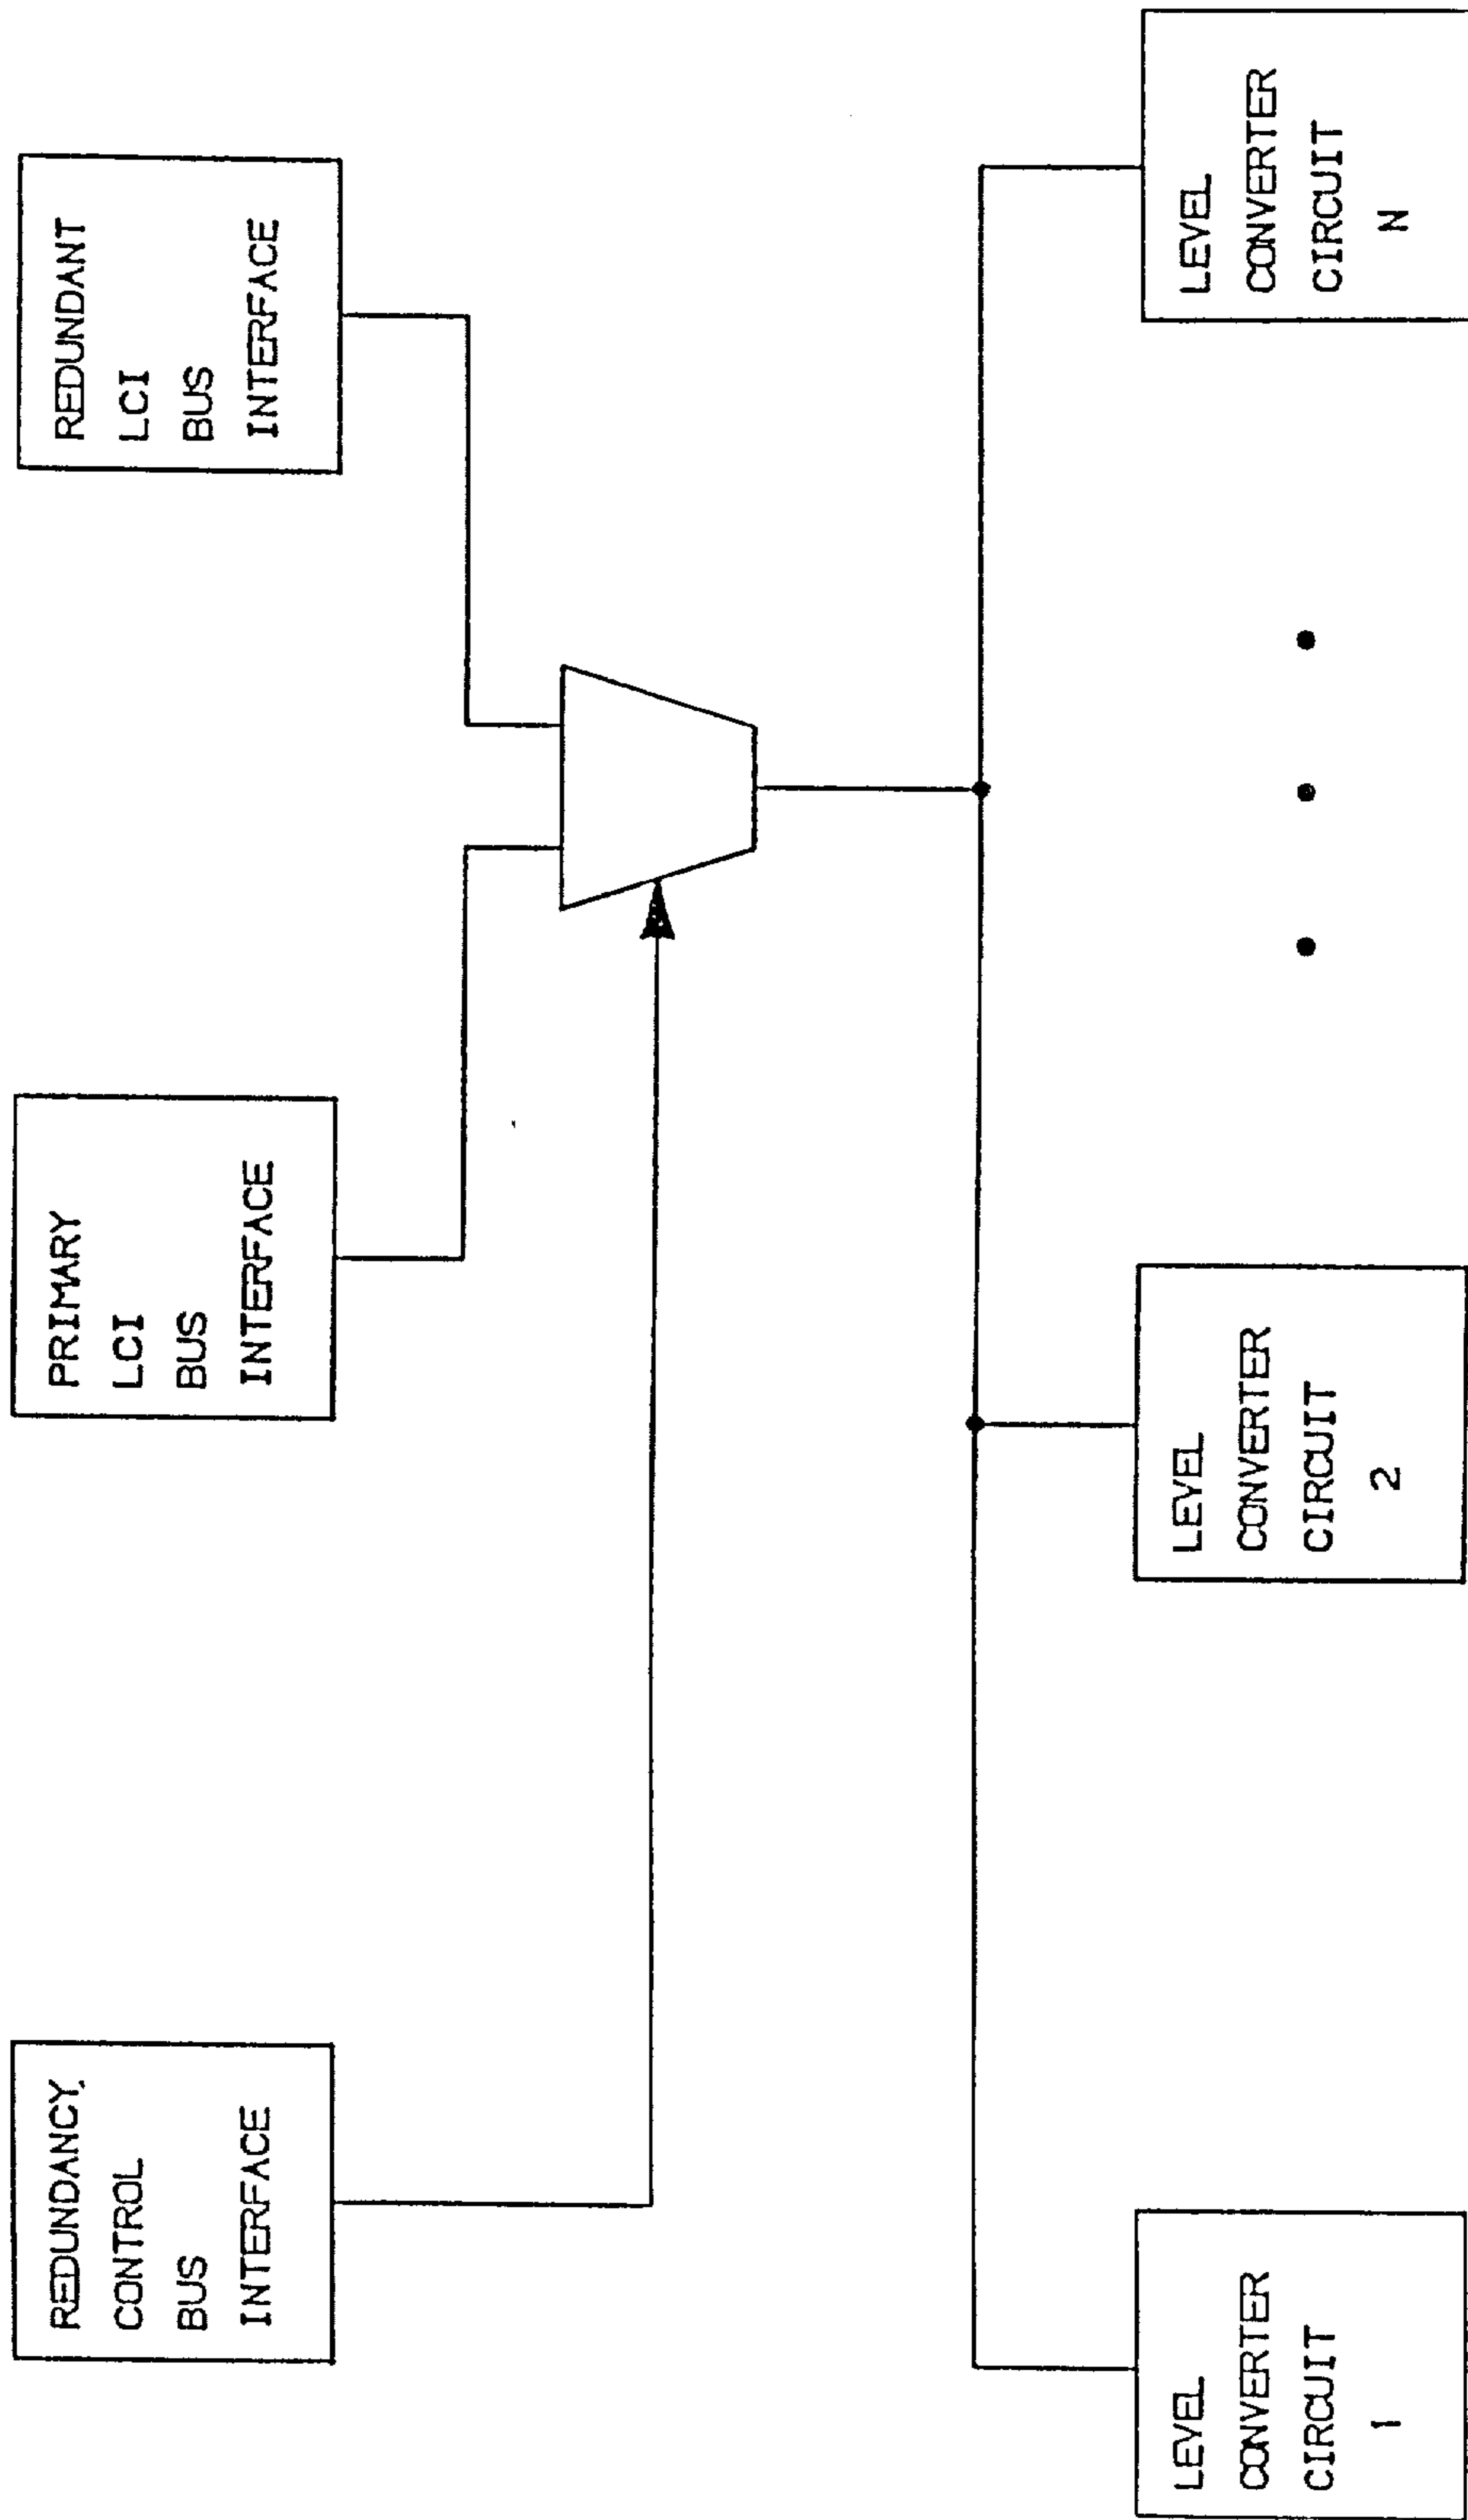 REDUNDANCY
CONTROL
BUS
INTERFACE
PRIMARY
LCI
BUS
INTERFACE
REDUNDANT
LCI
BUS
INTERFACE
LEVEL
CONVERTER
CIRCUIT
1
LEVEL
CONVERTER
CIRCUIT
2
LEVEL
CONVERTER
CIRCUIT
N